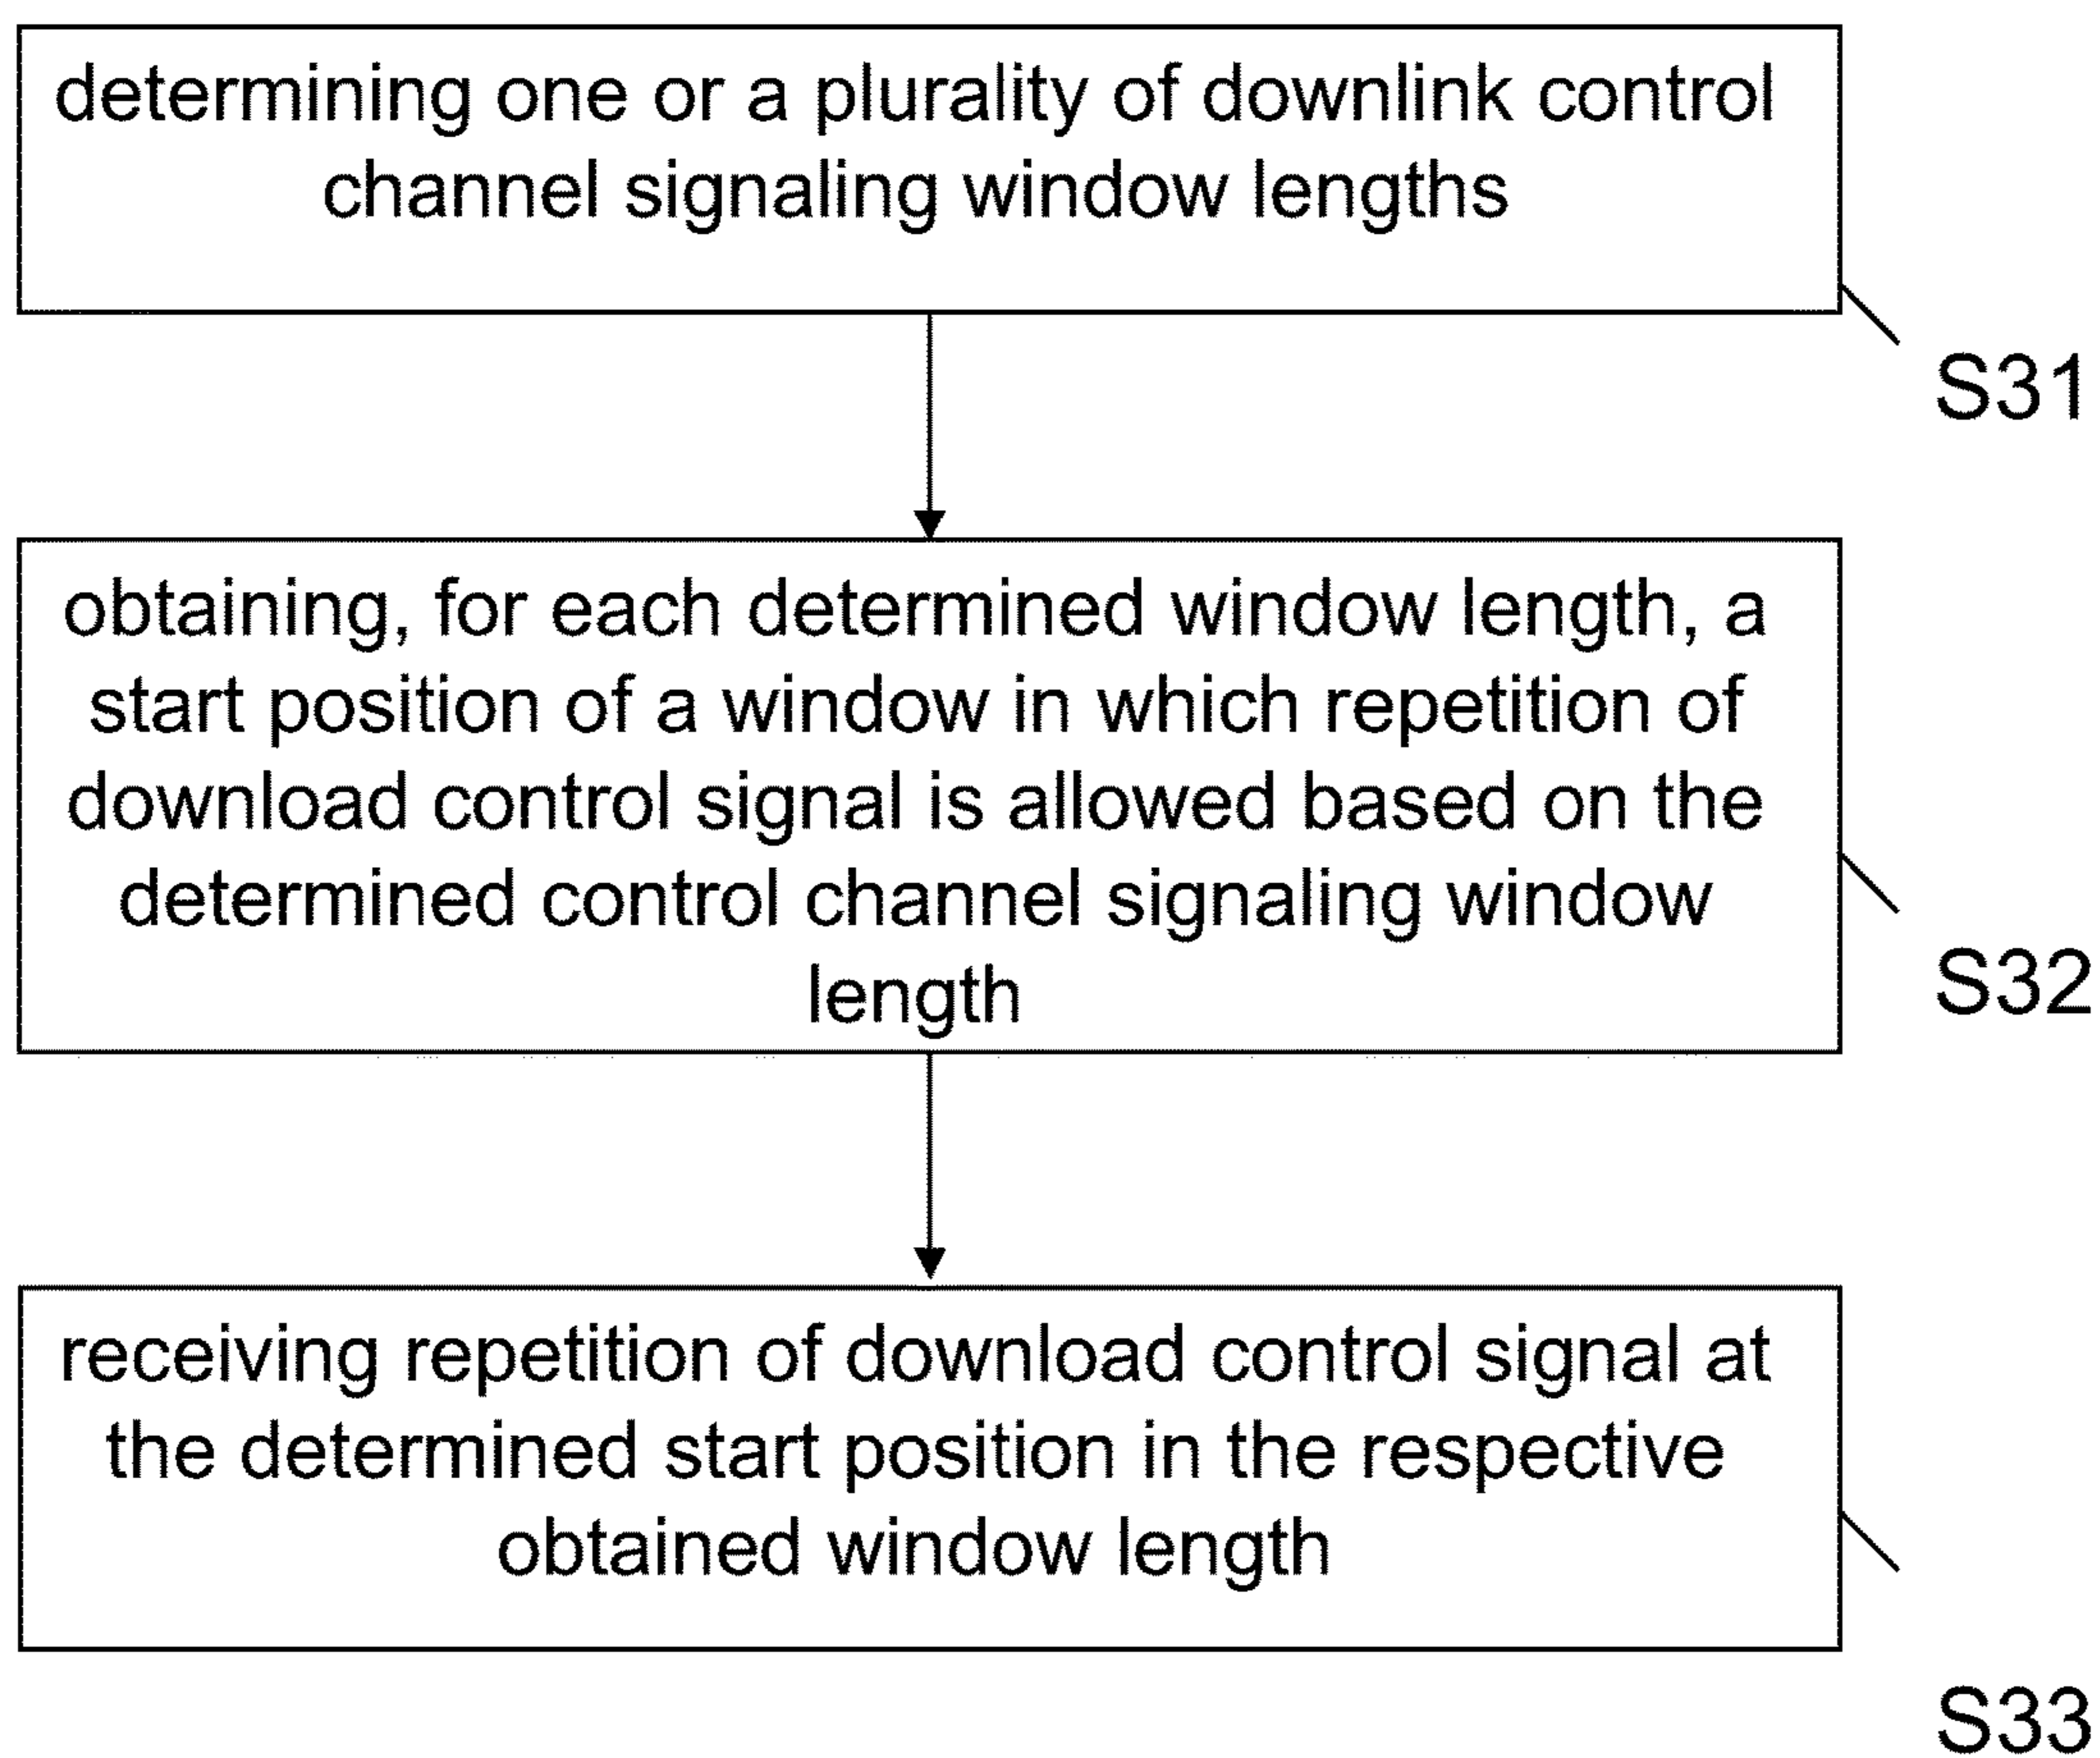 determining one or a plurality of downlink control
channel signaling window lengths
S31
obtaining, for each determined window length, a
start position of a window in which repetition of
download control signal is allowed based on the
determined control channel signaling window
length
S32
receiving repetition of download control signal at
the determined start position in the respective
obtained window length
S33